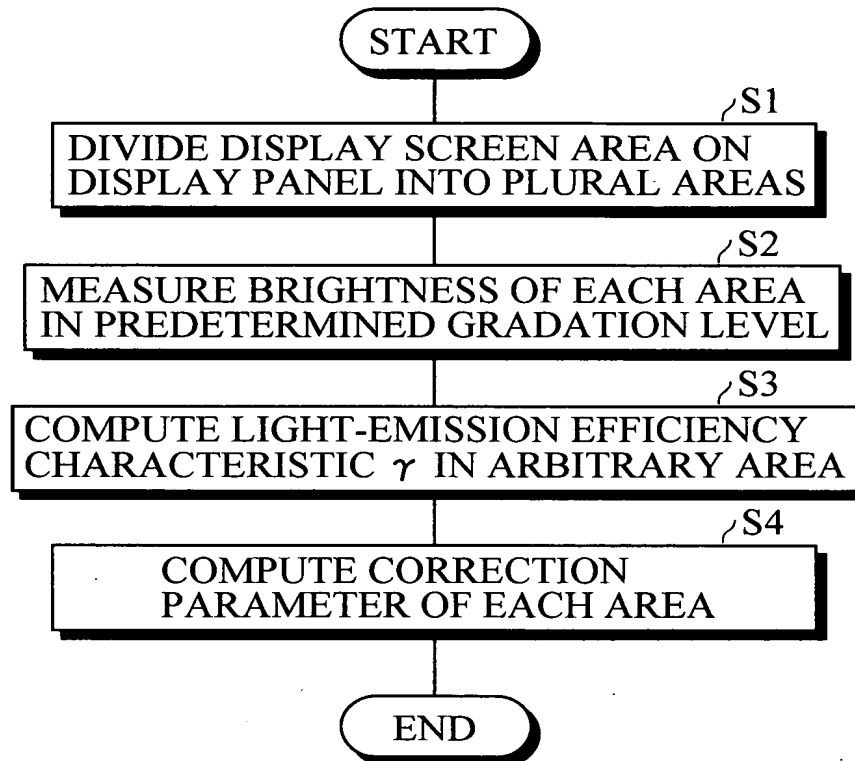 START
S1
DIVIDE DISPLAY SCREEN AREA ON
DISPLAY PANEL INTO PLURAL AREAS
S2
MEASURE BRIGHTNESS OF EACH AREA
IN PREDETERMINED GRADATION LEVEL
S3
COMPUTE LIGHT-EMISSION EFFICIENCY
CHARACTERISTIC γ IN ARBITRARY AREA
S4
COMPUTE CORRECTION
PARAMETER OF EACH AREA
END